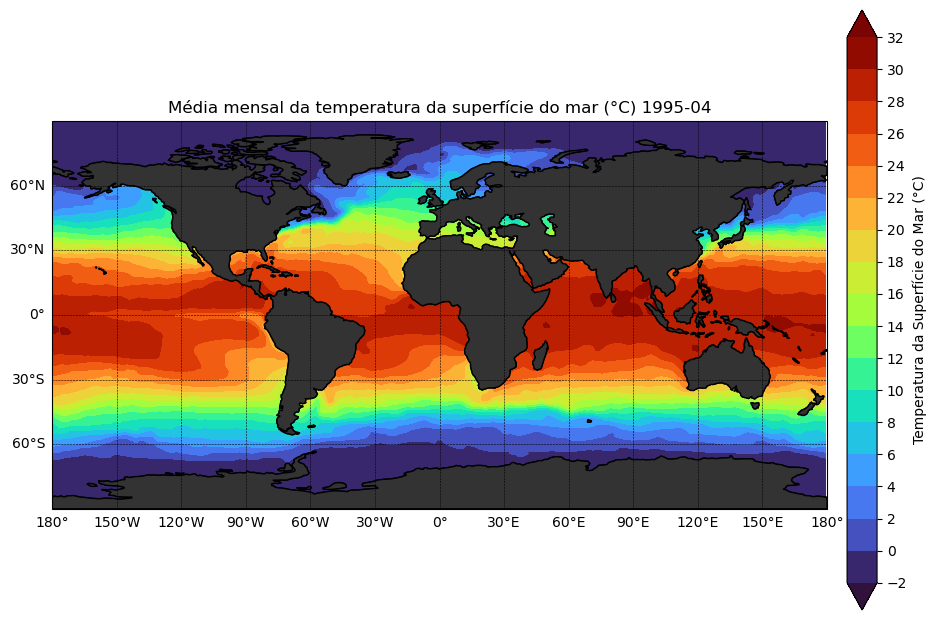 Média mensal da temperatura da superfície do mar (°C) 1995-04
60°N
30°N
0°
30°S
60°S
180°
150°W
120°W
90°W
60°W
30°W
0°
30°E
60°E
90°E
120°E
150°E
180°
32
30
28
26
24
22
20
18
16
14
12
10
8
6
4
2
0
−2
Temperatura da Superfície do Mar (°C)